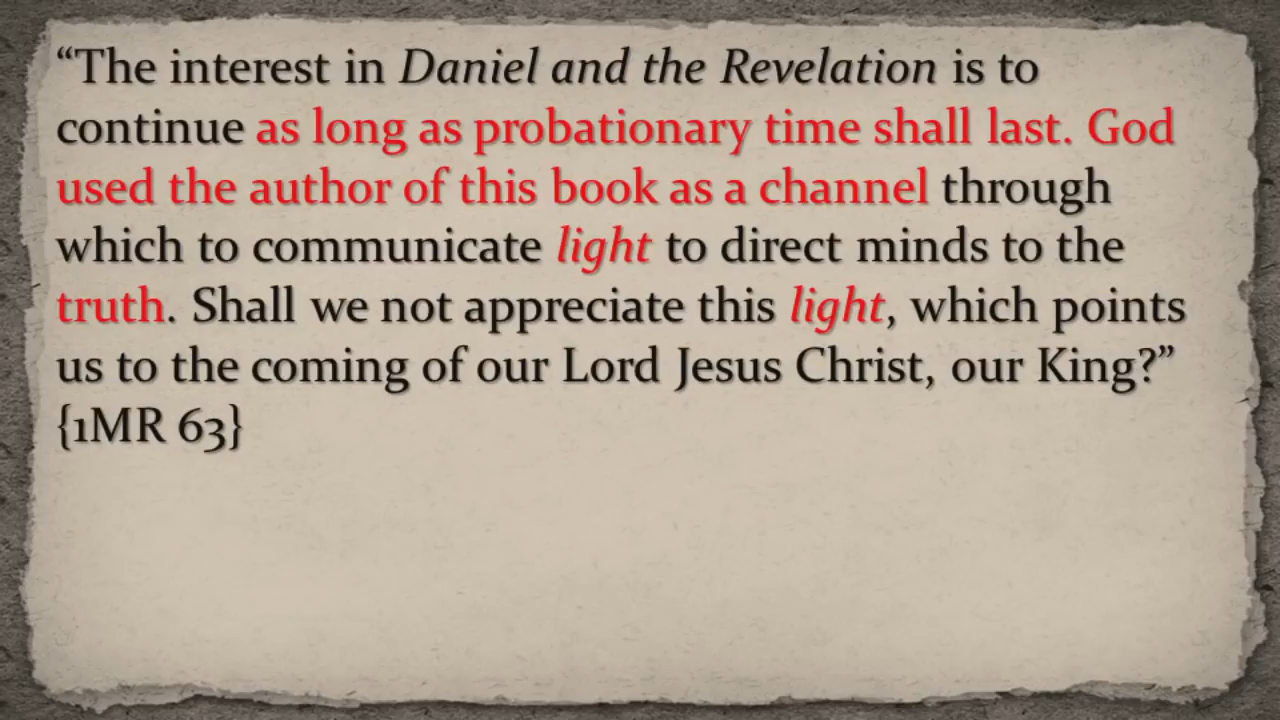 “The interest in Daniel and the Revelation is to
continue as long as probationary time shall last. God
used the author of this book as a channel through
which to communicate light to direct minds to the
truth. Shall we not appreciate this light, which points
us to the coming of our Lord Jesus Christ, our King?”
{1MR 63}